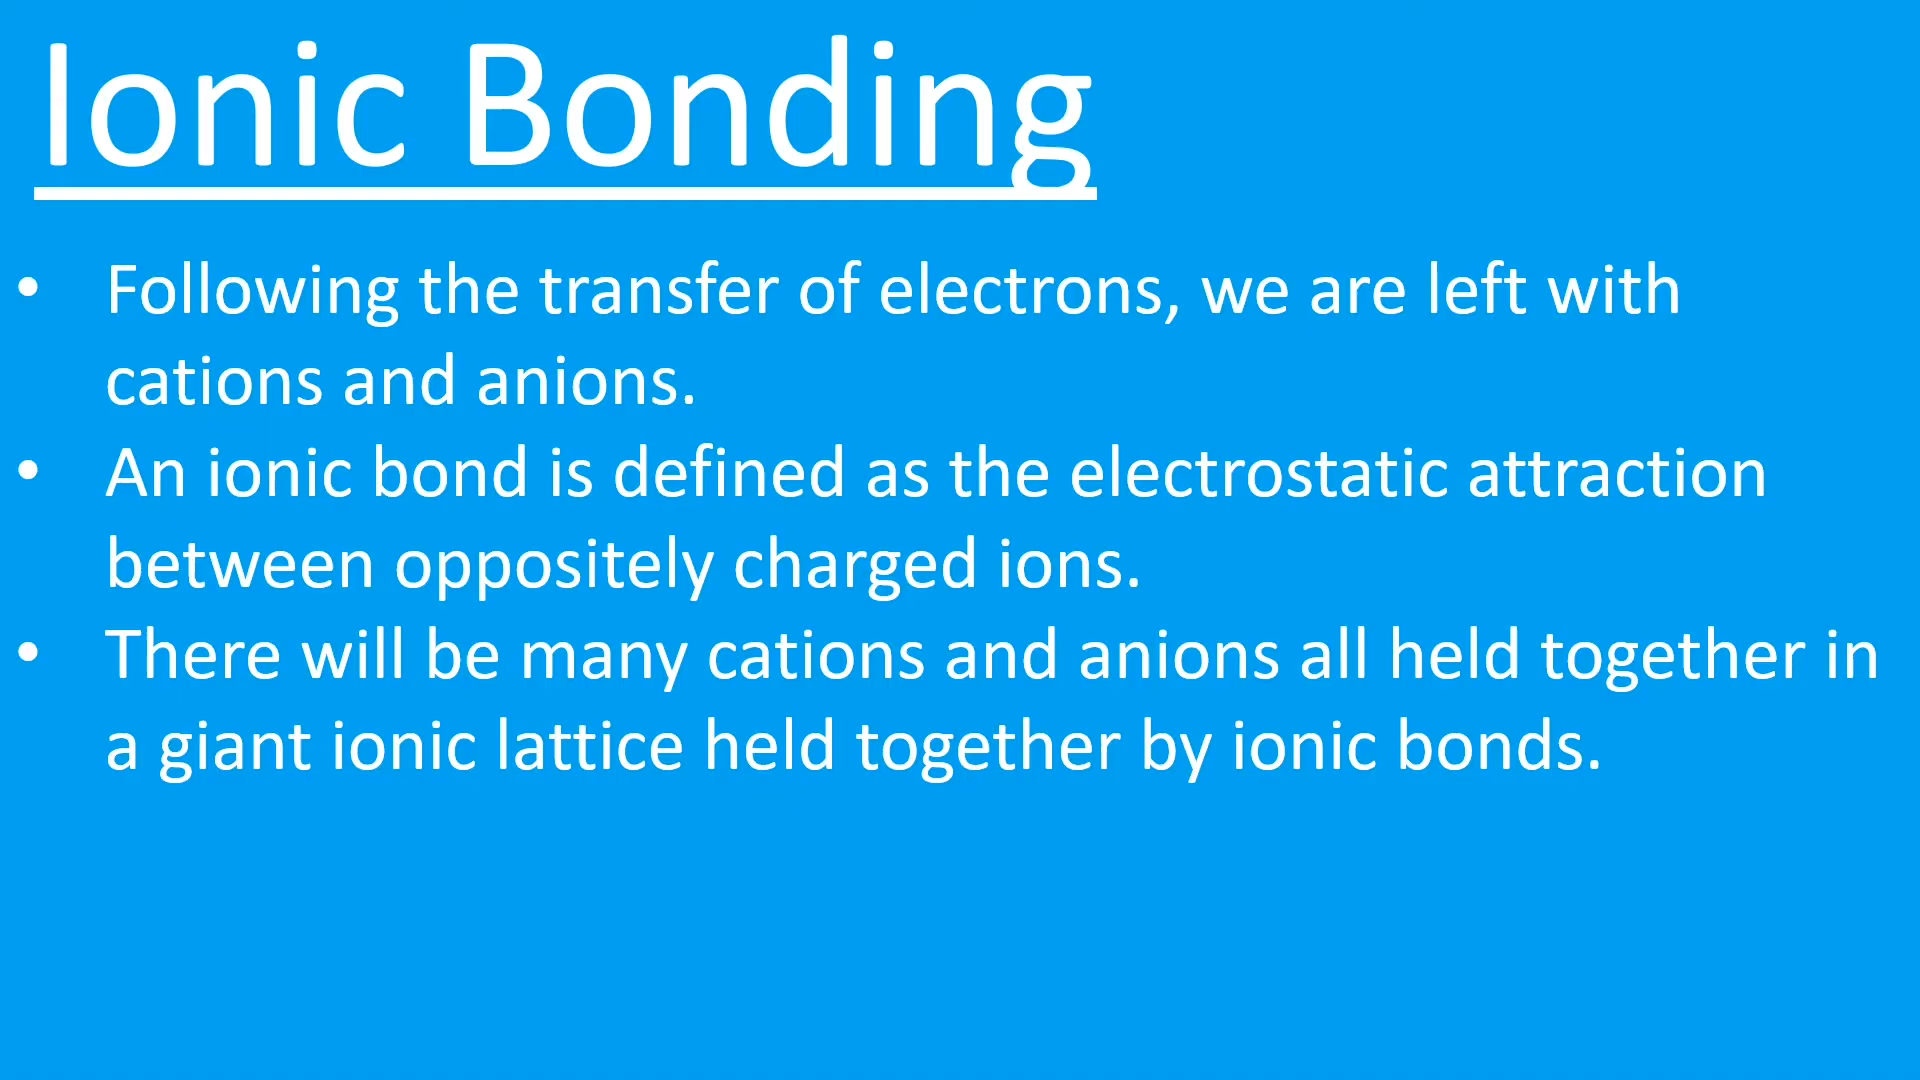 Ionic Bonding
• Following the transfer of electrons, we are left with
cations and anions.
• An ionic bond is defined as the electrostatic attraction
between oppositely charged ions.
• There will be many cations and anions all held together in
a giant ionic lattice held together by ionic bonds.